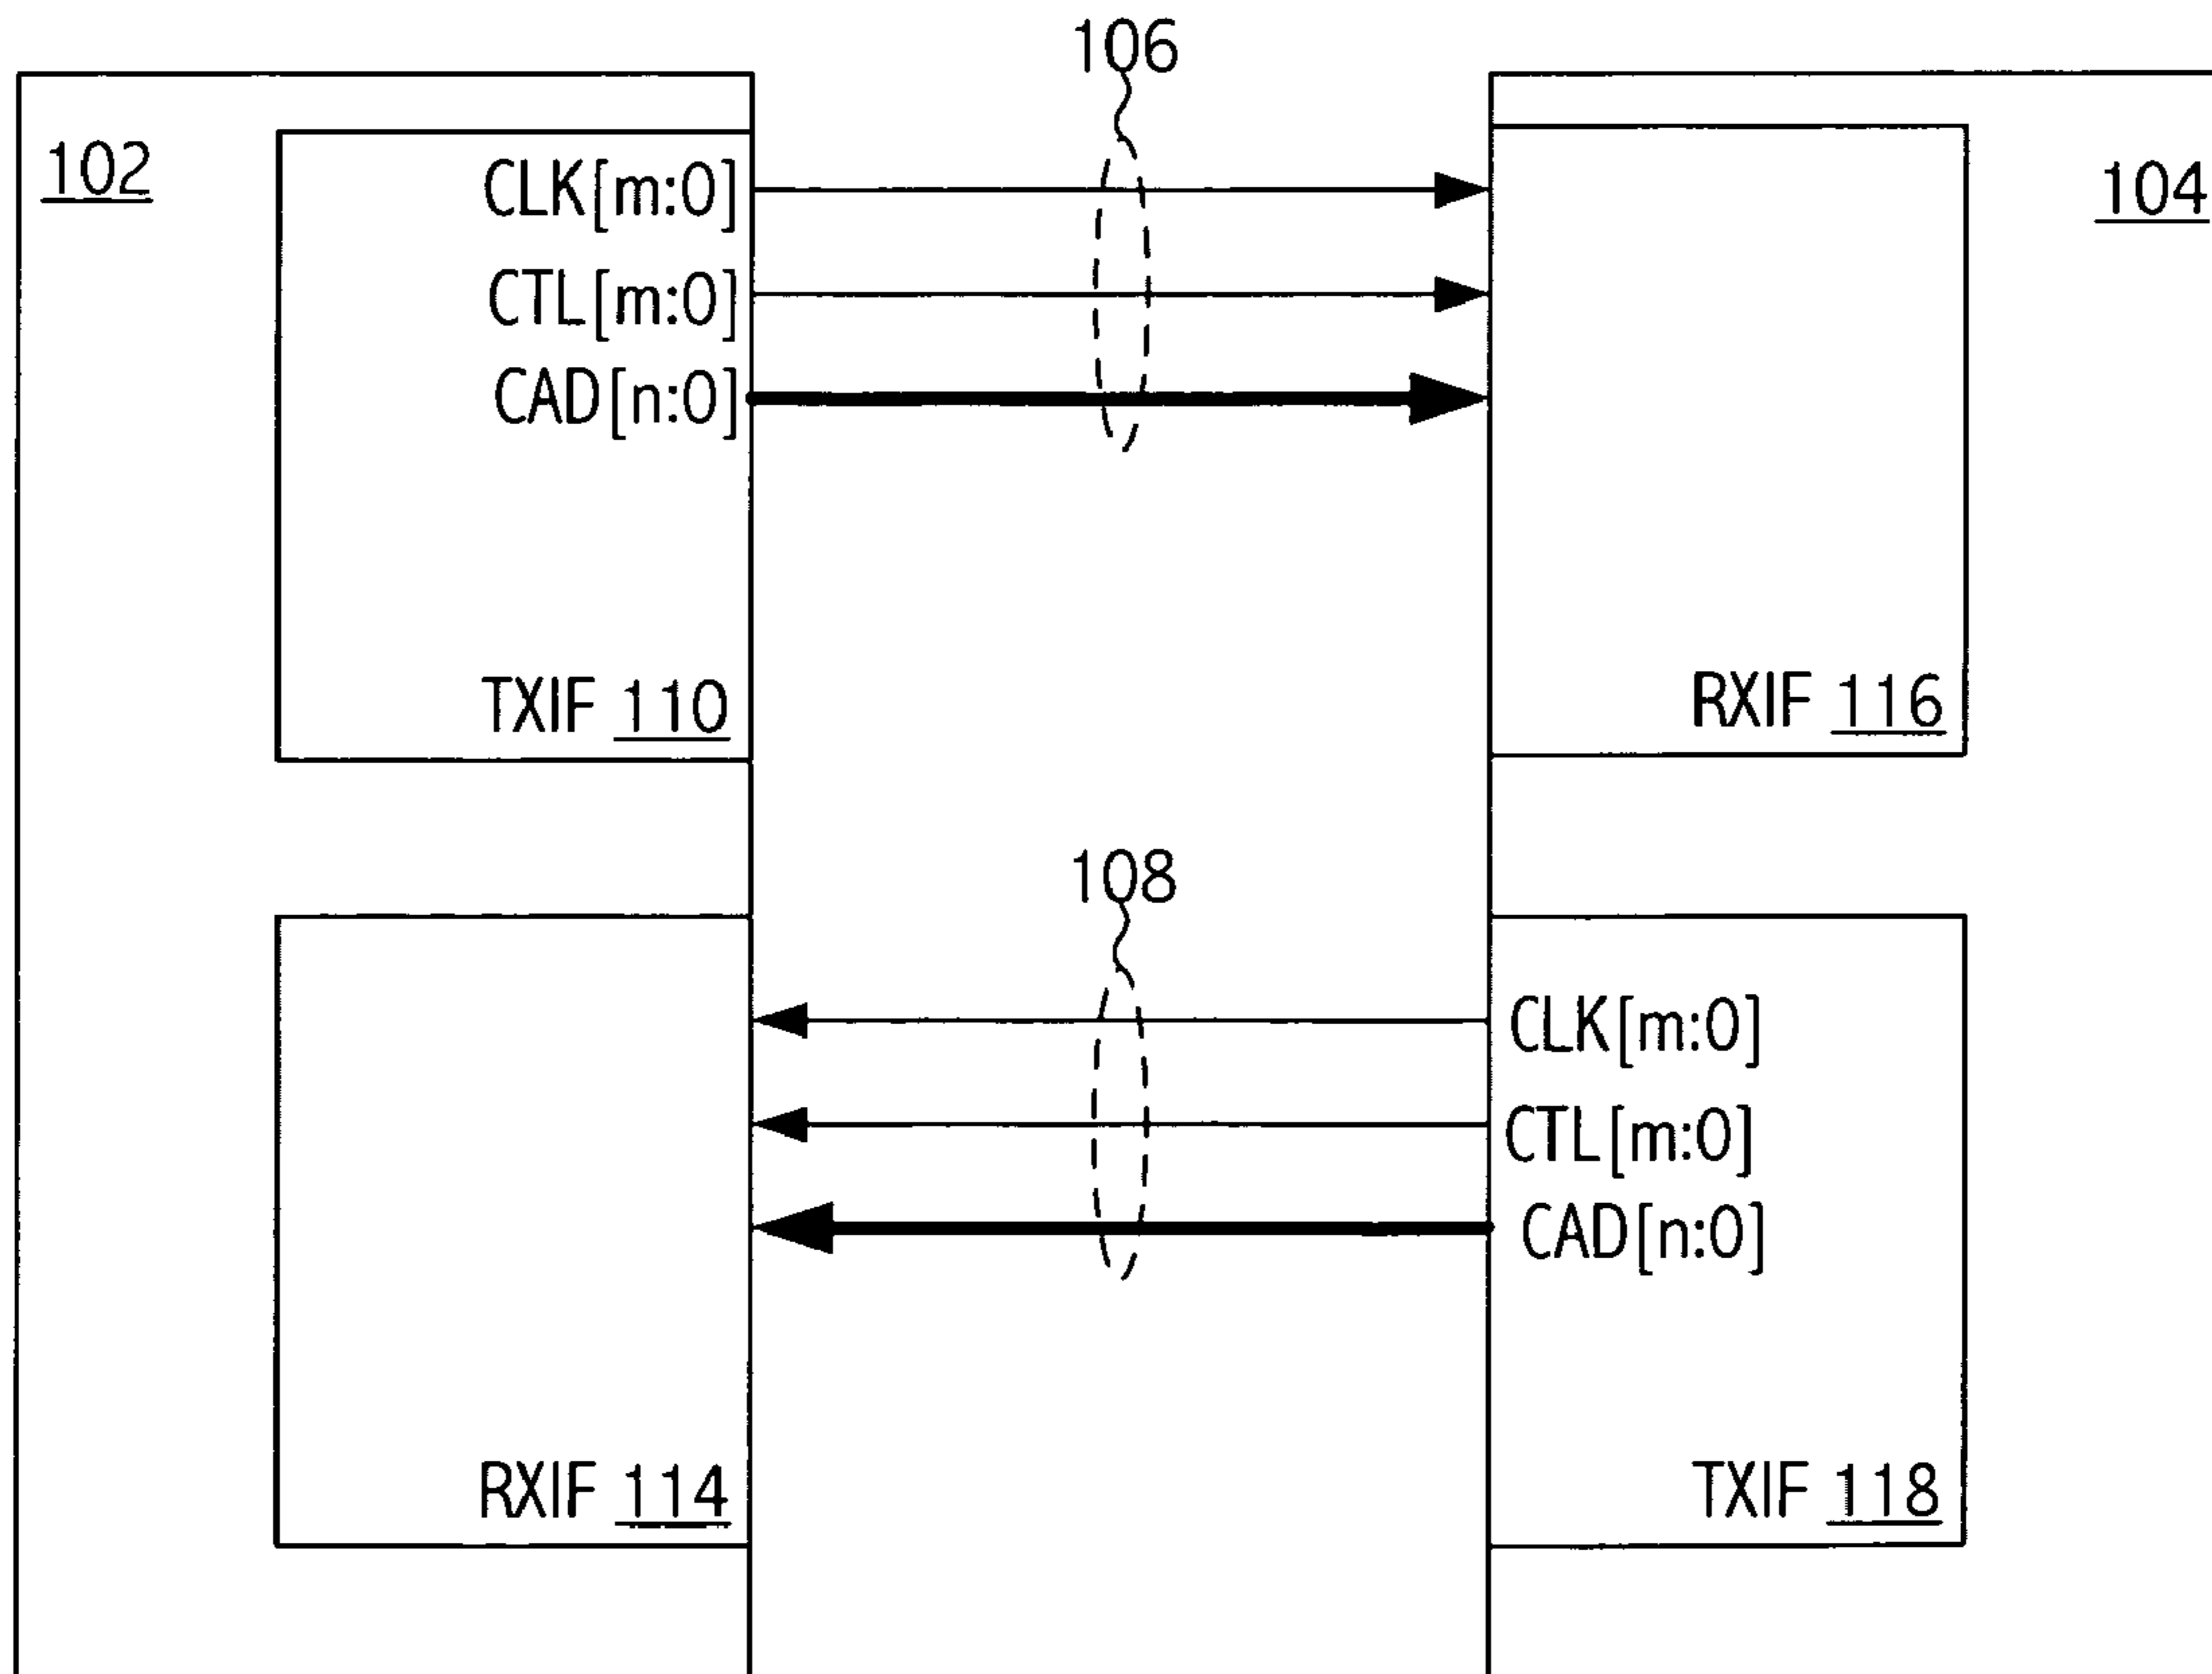 106
102
104
CLK[m:0]
CTL[m:0]
CAD[n:0]
TXIF 110
RXIF 116
108
CLK[m:0]
CTL[m:0]
CAD[n:0]
RXIF 114
TXIF 118